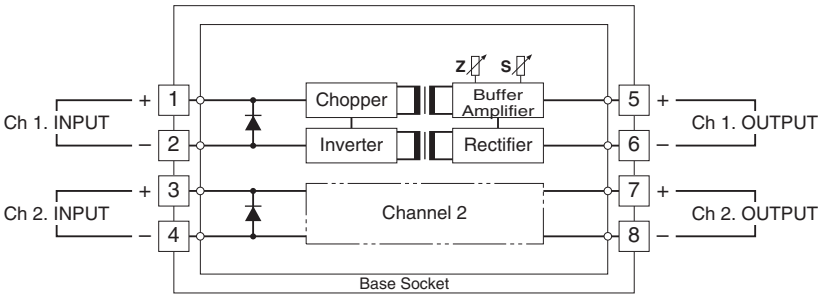 Z S
+ 1 Chopper Buffer Amplifier 5 +
Ch 1. INPUT Ch 1. OUTPUT
– 2 Inverter Rectifier 6 –
+ 3 7 +
Ch 2. INPUT Channel 2 Ch 2. OUTPUT
– 4 8 –
Base Socket